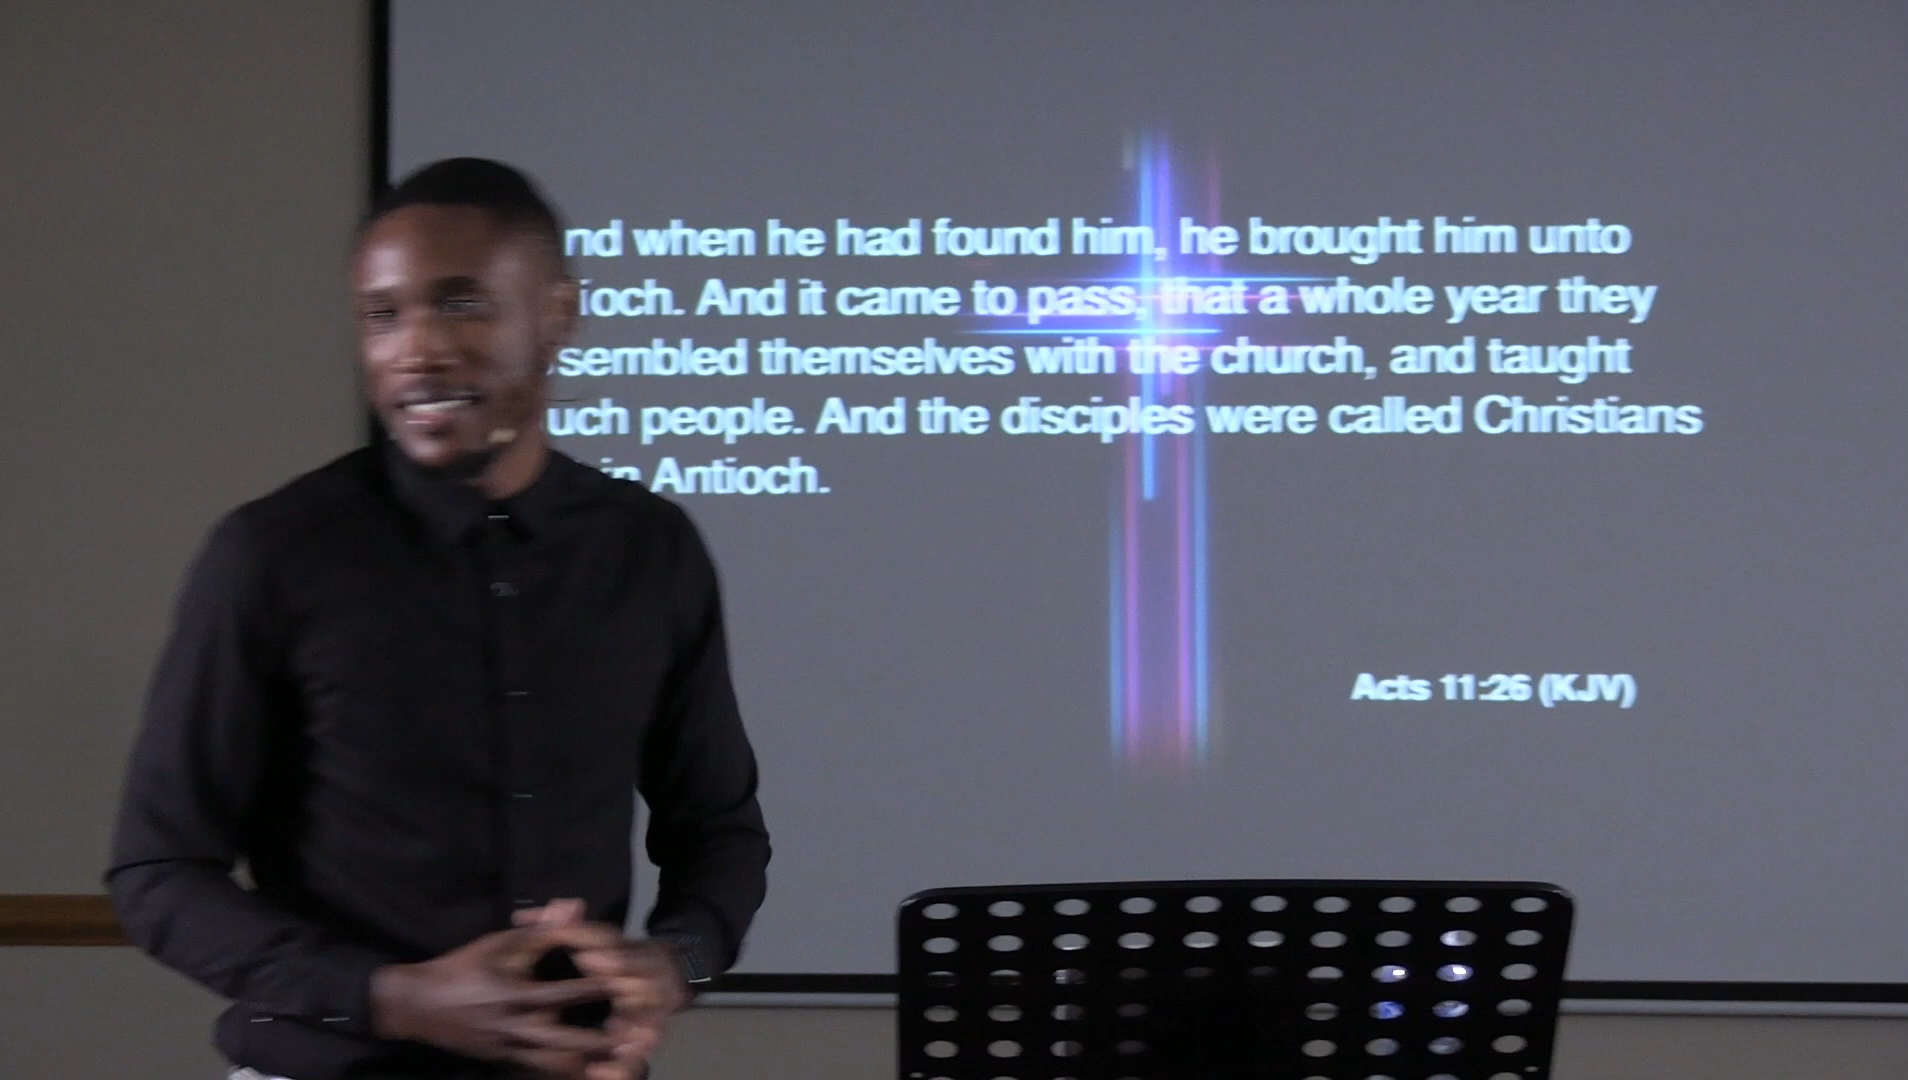 nd when he had found him, he brought him unto
ioch. And it came to pass, that a whole year they
sembled themselves with the church, and taught
uch people. And the disciples were called Christians
in Antioch.
Acts 11:26 (KJV)